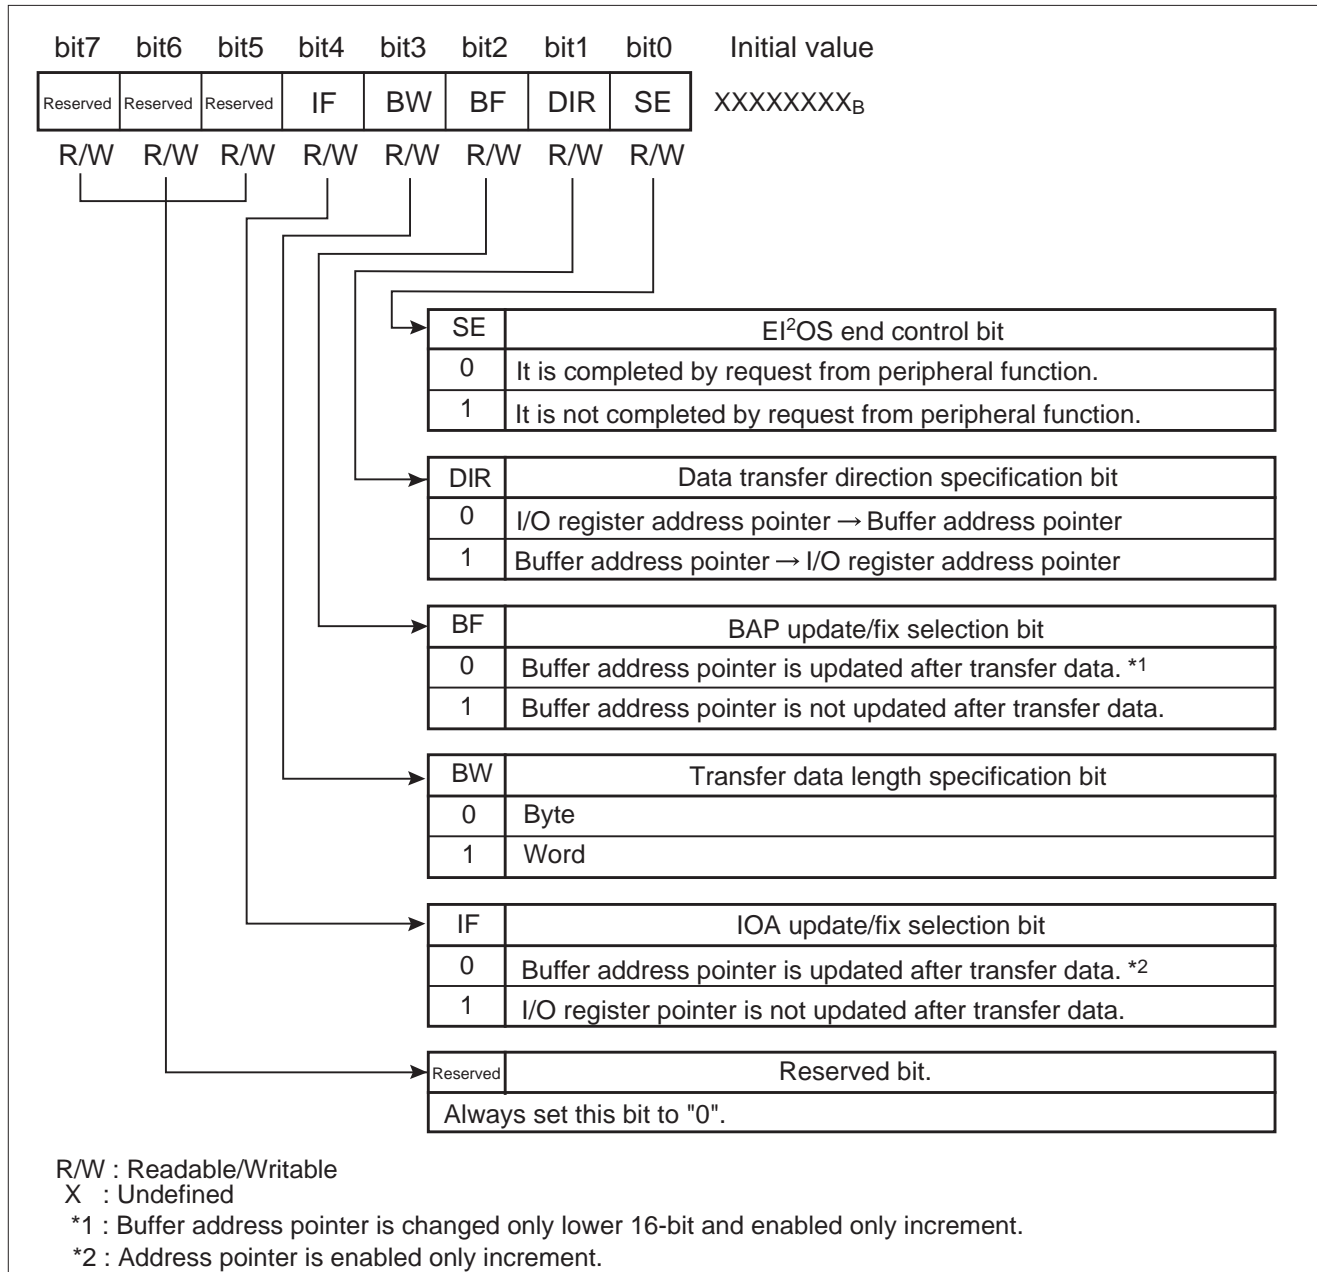 bit7 bit6 bit5 bit4 bit3 bit2 bit1 bit0 Initial value
Reserved Reserved Reserved IF BW BF DIR SE XXXXXXXXB
R/W R/W R/W R/W R/W R/W R/W R/W
SE EI2OS end control bit
0 It is completed by request from peripheral function.
1 It is not completed by request from peripheral function.
DIR Data transfer direction specification bit
0 I/O register address pointer → Buffer address pointer
1 Buffer address pointer → I/O register address pointer
BF BAP update/fix selection bit
0 Buffer address pointer is updated after transfer data. *1
1 Buffer address pointer is not updated after transfer data.
BW Transfer data length specification bit
0 Byte
1 Word
IF IOA update/fix selection bit
0 Buffer address pointer is updated after transfer data. *2
1 I/O register pointer is not updated after transfer data.
Reserved Reserved bit.
Always set this bit to "0".
R/W : Readable/Writable
X : Undefined
*1 : Buffer address pointer is changed only lower 16-bit and enabled only increment.
*2 : Address pointer is enabled only increment.